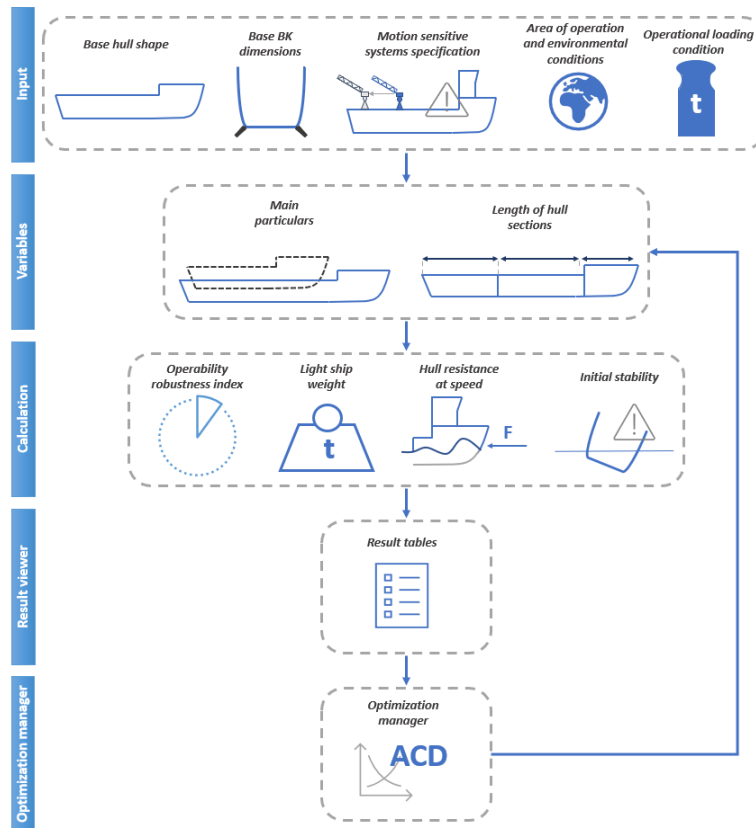 Input
Base hull shape
Base BK
dimensions
Motion sensitive
systems specification
Area of operation
and environmental
conditions
Operational loading
condition
t
Variables
Main
particulars
Length of hull
sections
Calculation
Operability
robustness index
Light ship
weight
t
Hull resistance
at speed
F
Initial stability
Result viewer
Result tables
Optimization manager
Optimization
manager
ACD